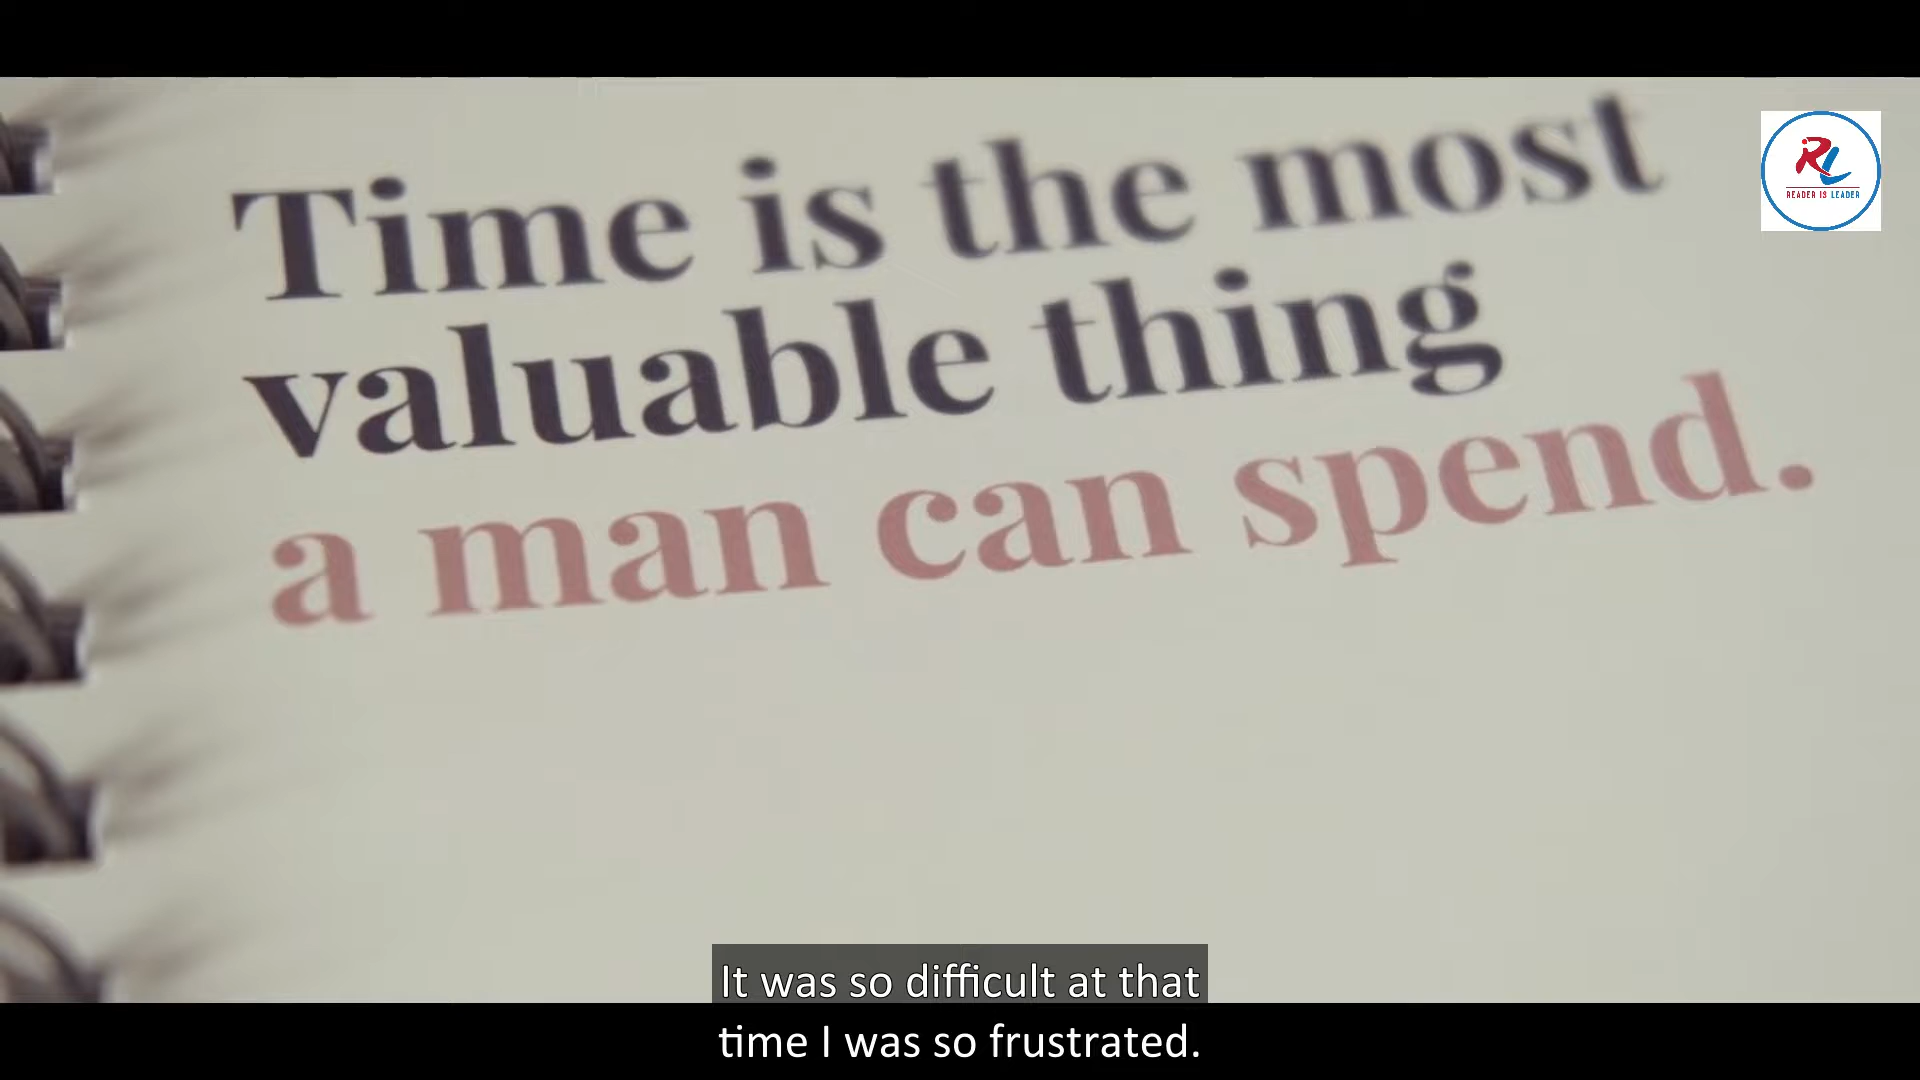 Time is the most
valuable thing
a man can spend.
RL
READER IS LEADER
It was so difficult at that
time I was so frustrated.